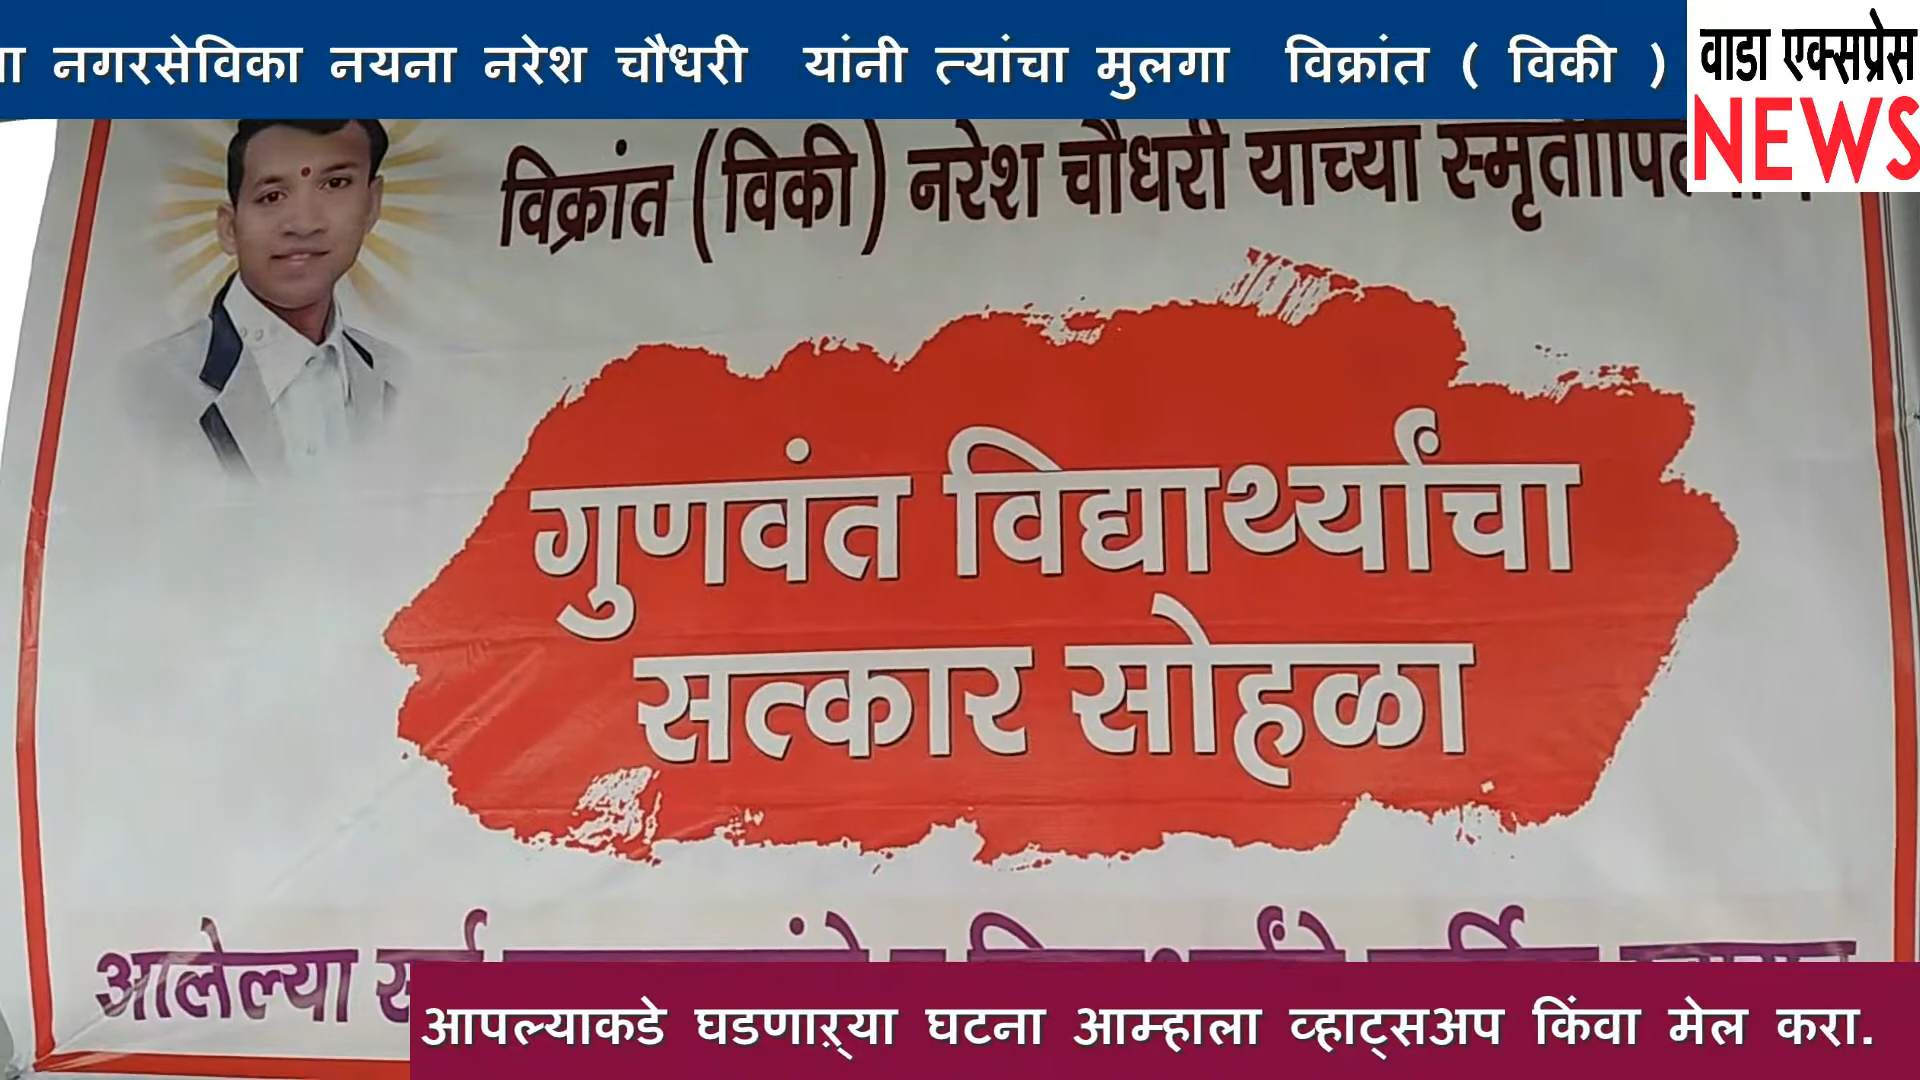 नगरसेविका नयना नरेश चौधरी यांनी त्यांचा मुलगा विक्रांत ( विकी )
वाडा एक्सप्रेस
NEWS
विक्रांत (विकी) नरेश चौधरी याच्या
गुणवंत विद्यार्थ्यांचा
सत्कार सोहळा
आलेल्या
आपल्याकडे घडणाऱ्या घटना आम्हाला व्हाट्सअप किंवा मेल करा.